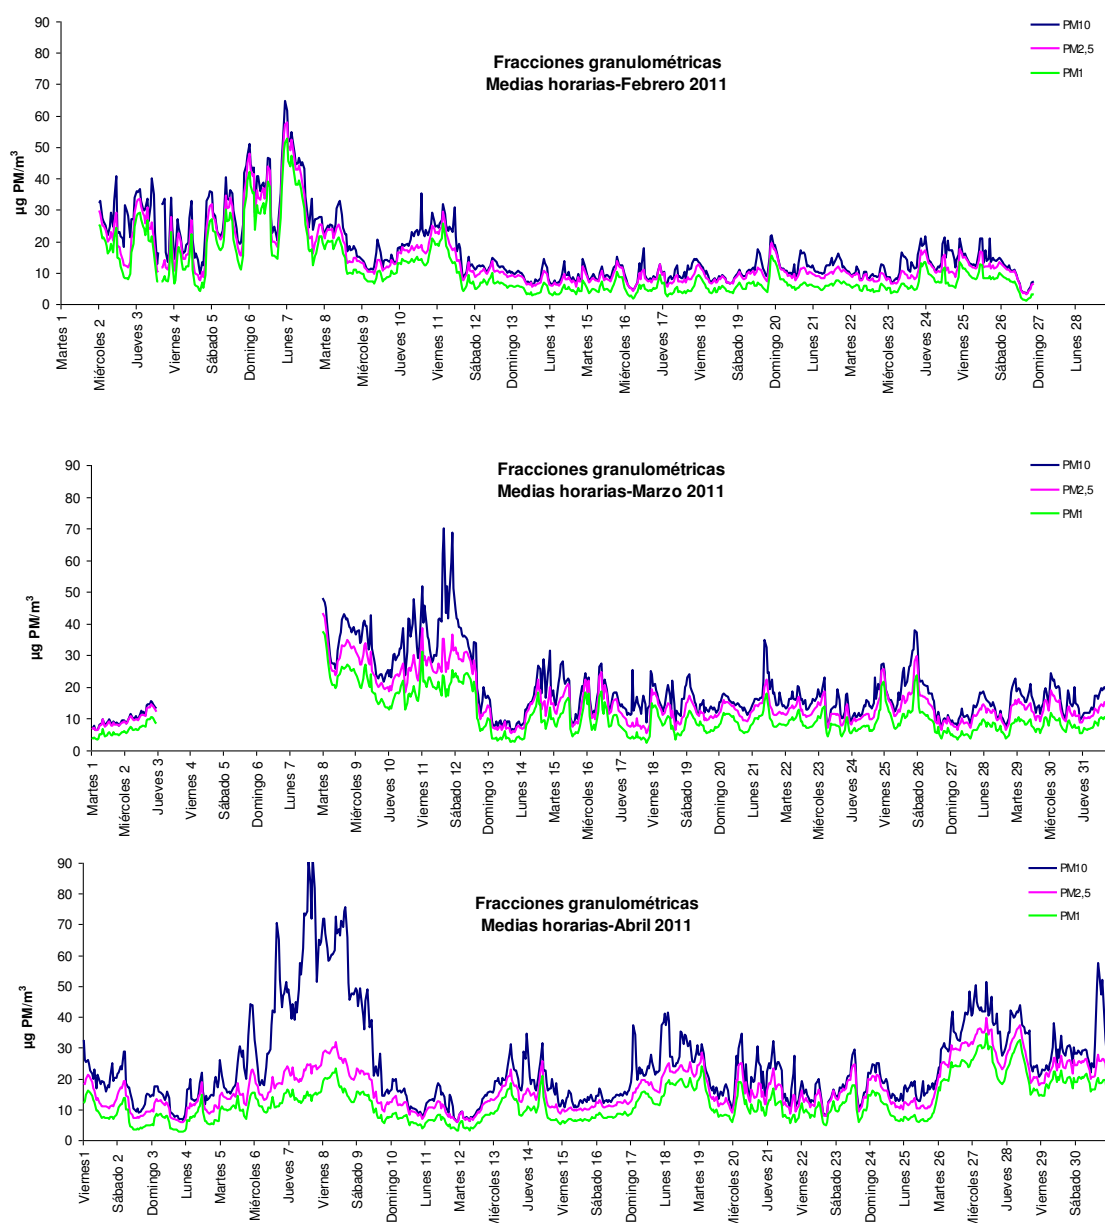 Fracciones granulométricas
Medias horarias-Febrero 2011
PM10
PM2,5
PM1
µg PM/m³
90
80
70
60
50
40
30
20
10
0
Martes 1
Miércoles 2
Jueves 3
Viernes 4
Sábado 5
Domingo 6
Lunes 7
Martes 8
Miércoles 9
Jueves 10
Viernes 11
Sábado 12
Domingo 13
Lunes 14
Martes 15
Miércoles 16
Jueves 17
Viernes 18
Sábado 19
Domingo 20
Lunes 21
Martes 22
Miércoles 23
Jueves 24
Viernes 25
Sábado 26
Domingo 27
Lunes 28
Fracciones granulométricas
Medias horarias-Marzo 2011
PM10
PM2,5
PM1
µg PM/m³
90
80
70
60
50
40
30
20
10
0
Martes 1
Miércoles 2
Jueves 3
Viernes 4
Sábado 5
Domingo 6
Lunes 7
Martes 8
Miércoles 9
Jueves 10
Viernes 11
Sábado 12
Domingo 13
Lunes 14
Martes 15
Miércoles 16
Jueves 17
Viernes 18
Sábado 19
Domingo 20
Lunes 21
Martes 22
Miércoles 23
Jueves 24
Viernes 25
Sábado 26
Domingo 27
Lunes 28
Martes 29
Miércoles 30
Jueves 31
Fracciones granulométricas
Medias horarias-Abril 2011
PM10
PM2,5
PM1
µg PM/m³
90
80
70
60
50
40
30
20
10
0
Viernes 1
Sábado 2
Domingo 3
Lunes 4
Martes 5
Miércoles 6
Jueves 7
Viernes 8
Sábado 9
Domingo 10
Lunes 11
Martes 12
Miércoles 13
Jueves 14
Viernes 15
Sábado 16
Domingo 17
Lunes 18
Martes 19
Miércoles 20
Jueves 21
Viernes 22
Sábado 23
Domingo 24
Lunes 25
Martes 26
Miércoles 27
Jueves 28
Viernes 29
Sábado 30